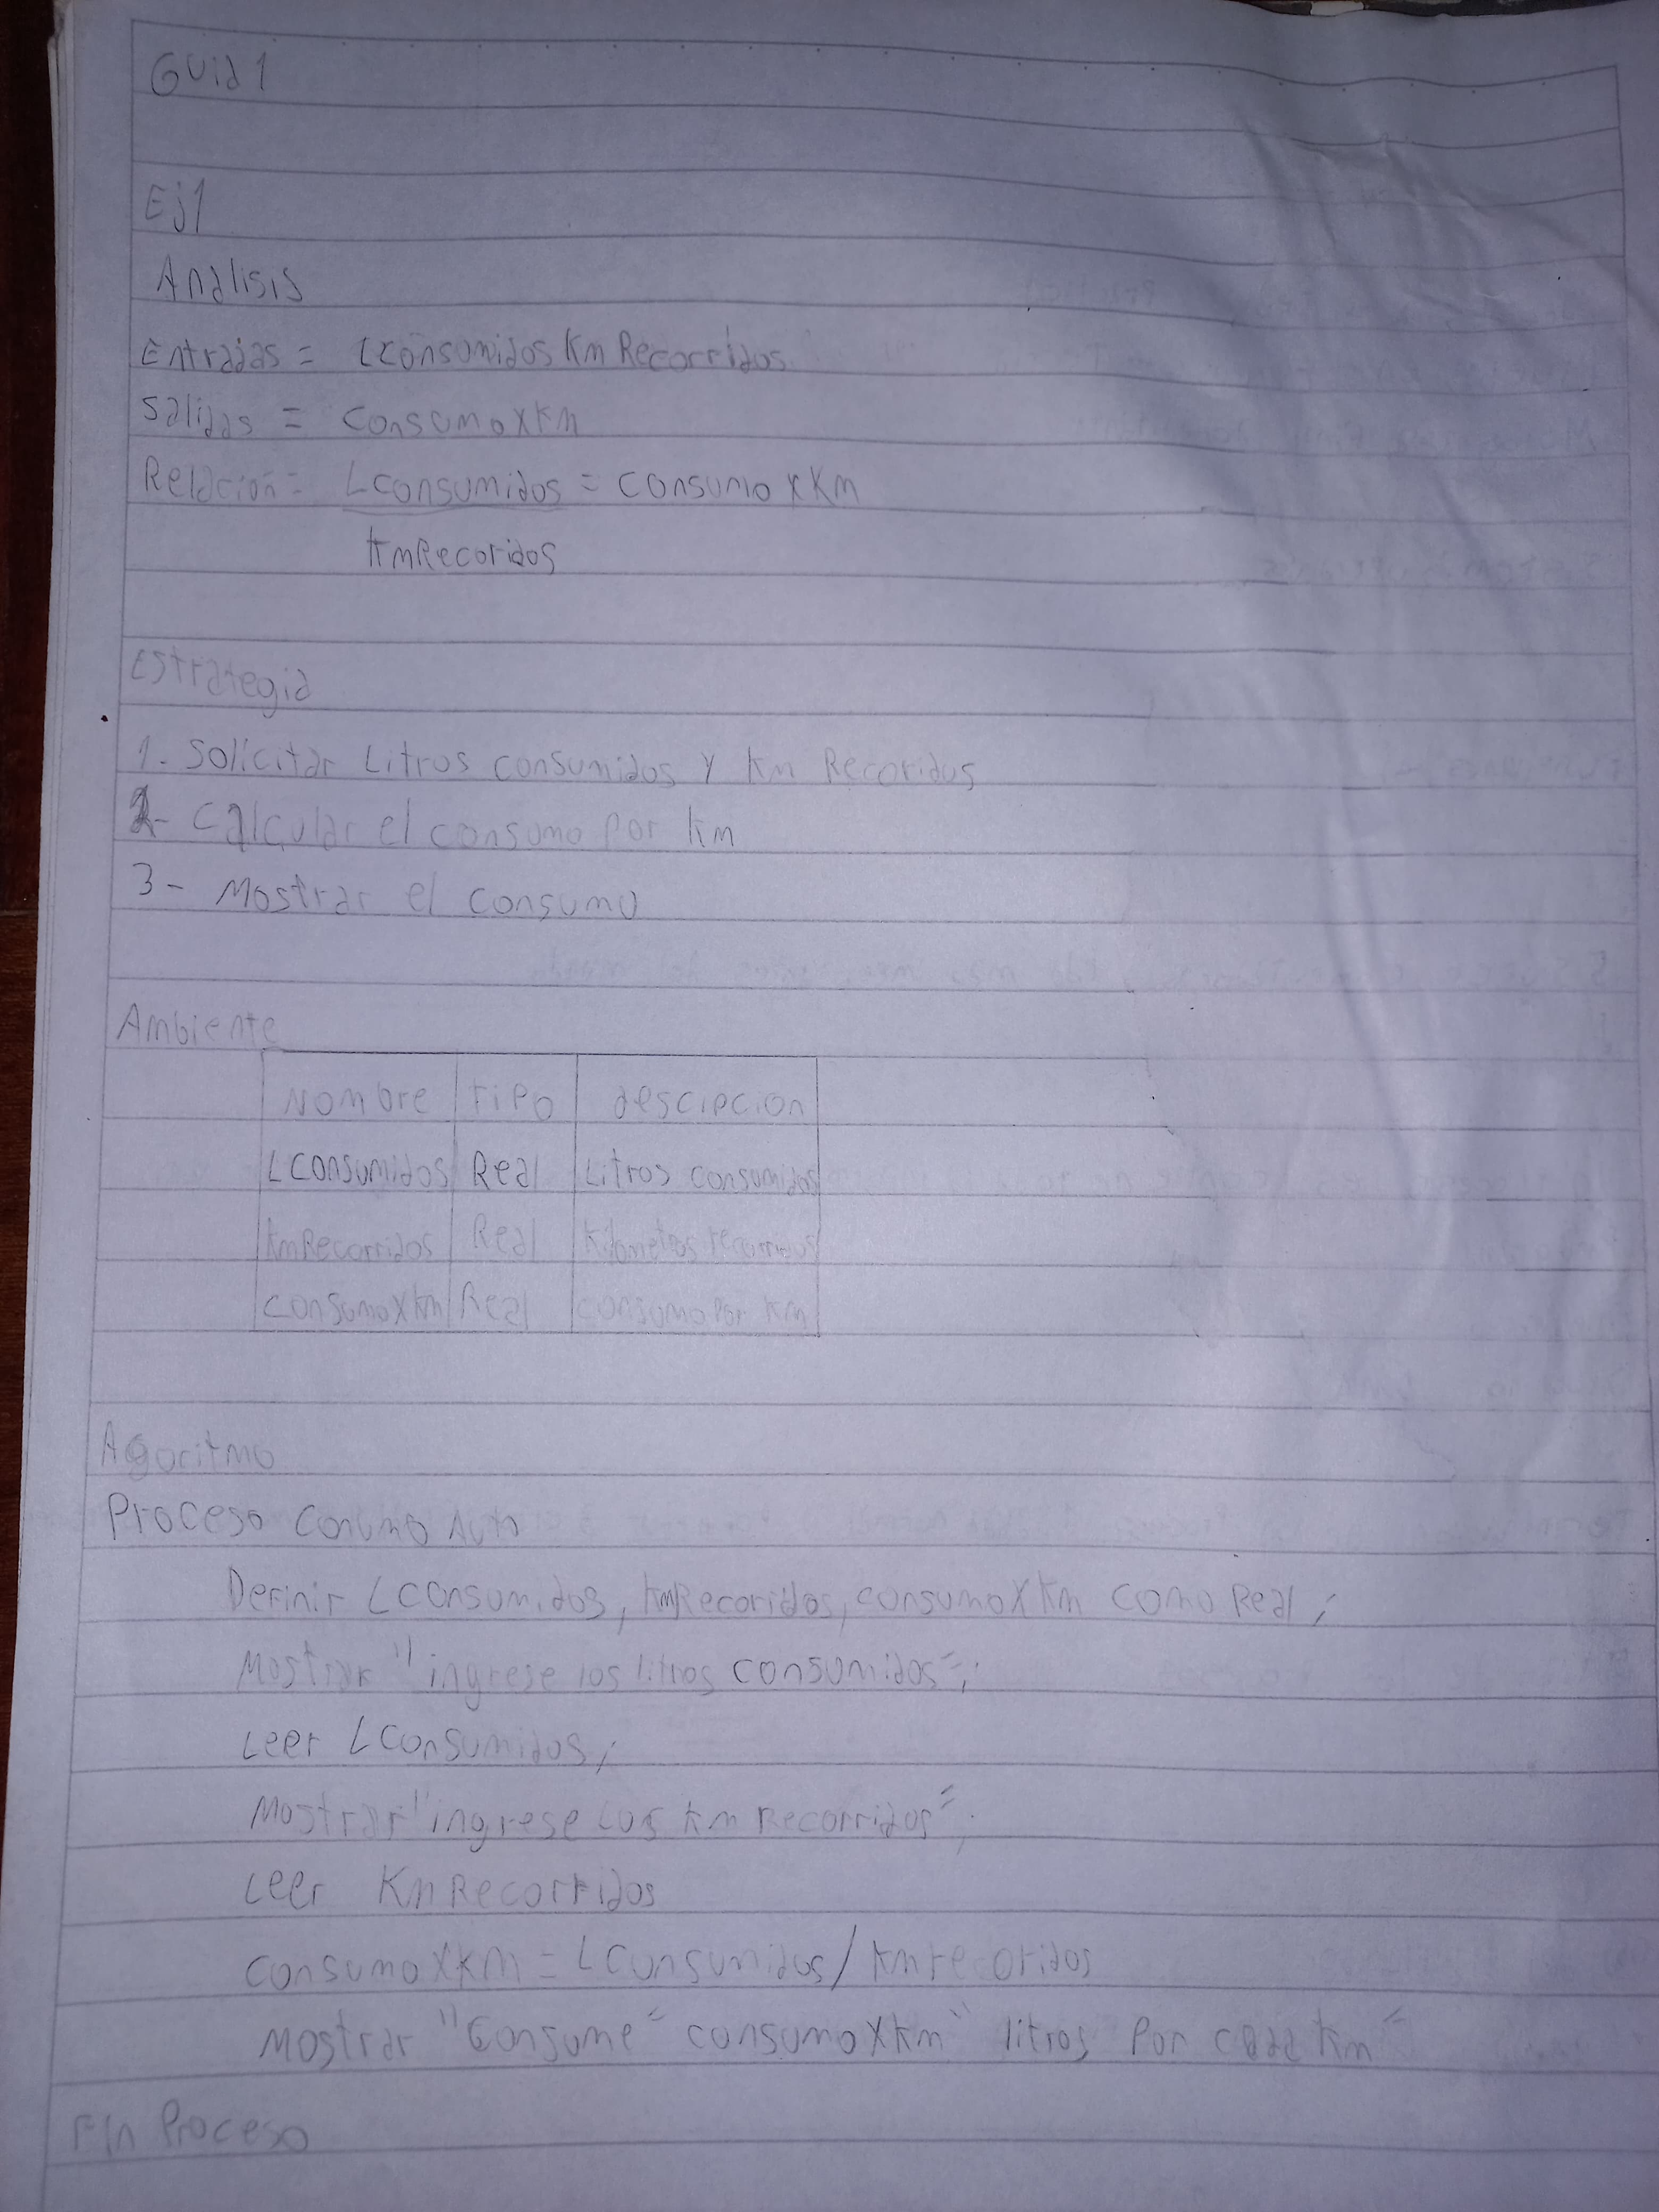 Guia 1
Ej1
Analisis
Entradas = Lconsumidos Km Recorridos
Salidas = ConsumoxKm
Relación = Lconsumidos = consumo x Km
KmRecoridos
Estrategia
1. Solicitar Litros consumidos y Km Recoridos
2- Calcular el consumo por km
3- Mostrar el consumo
Ambiente
Nombre tipo descipcion
Lconsumidos Real Litros consumidos
KmRecorridos Real Kilometos recorridos
consumoxkm Real consumo por km
Agoritmo
Proceso Auto
Definir Lconsumidos, KmRecoridos, consumoxKm como Real;
Mostrar "ingrese los litros consumidos";
Leer Lconsumidos;
Mostrar "ingrese los km recorridos";
Leer KmRecorridos
consumoXkm = Lconsumidos/kmrecoridos
Mostrar "Consume" consumoXkm" litros por cada km"
Fin Proceso